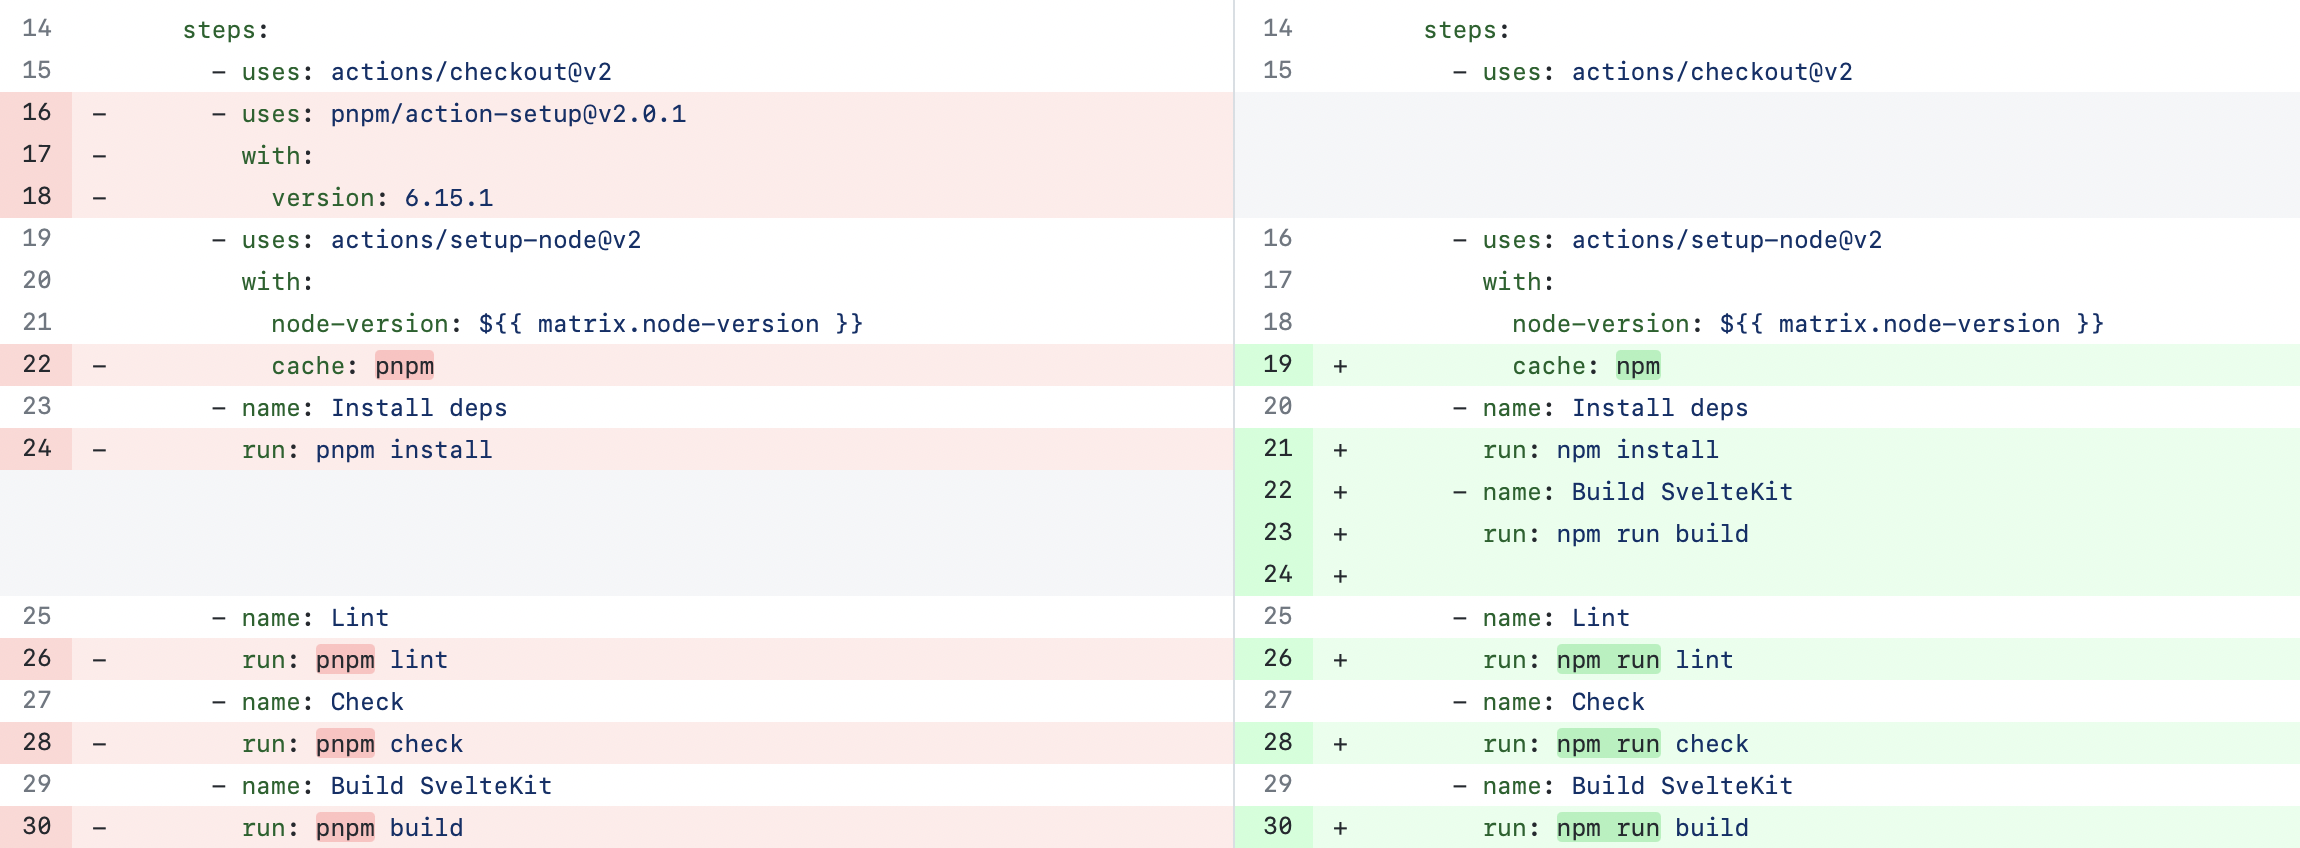 14 steps:
15 - uses: actions/checkout@v2
16 - - uses: pnpm/action-setup@v2.0.1
17 - with:
18 - version: 6.15.1
19 - uses: actions/setup-node@v2
20 with:
21 node-version: ${{ matrix.node-version }}
22 - cache: pnpm
23 - name: Install deps
24 - run: pnpm install
25 - name: Lint
26 - run: pnpm lint
27 - name: Check
28 - run: pnpm check
29 - name: Build SvelteKit
30 - run: pnpm build
14 steps:
15 - uses: actions/checkout@v2
16 - uses: actions/setup-node@v2
17 with:
18 node-version: ${{ matrix.node-version }}
19 + cache: npm
20 - name: Install deps
21 + run: npm install
22 + - name: Build SvelteKit
23 + run: npm run build
24 +
25 - name: Lint
26 + run: npm run lint
27 - name: Check
28 + run: npm run check
29 - name: Build SvelteKit
30 + run: npm run build